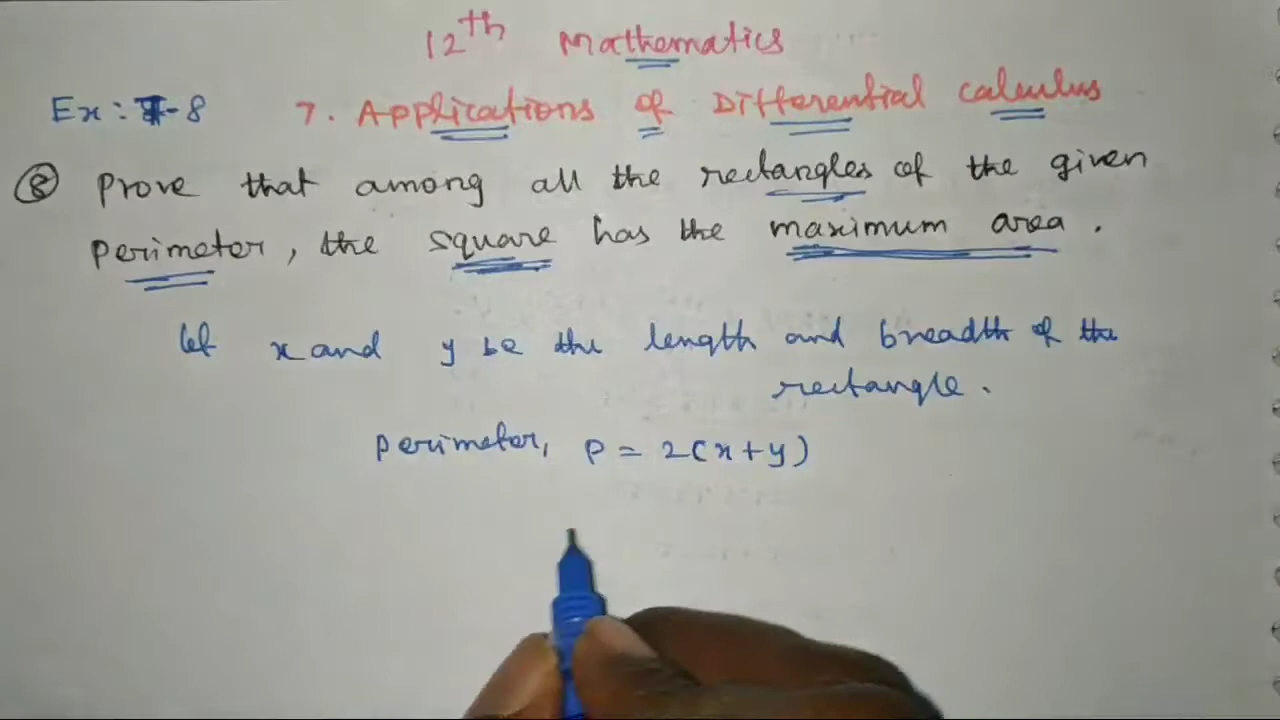 12th Mathematics
Ex: 7-8 7. Applications of Differential calculus
⑧ Prove that among all the rectangles of the given
perimeter, the square has the maximum area.
let x and y be the length and breadth of the
rectangle.
perimeter, P = 2(x+y)